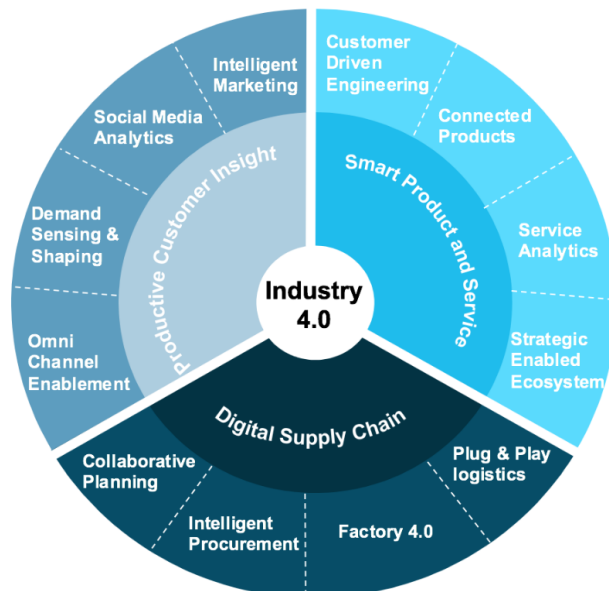 Intelligent
Marketing
Social Media
Analytics
Demand
Sensing &
Shaping
Omni
Channel
Enablement
Productive Customer Insight
Customer
Driven
Engineering
Connected
Products
Service
Analytics
Strategic
Enabled
Ecosystem
Smart Product and Service
Industry
4.0
Digital Supply Chain
Collaborative
Planning
Intelligent
Procurement
Factory 4.0
Plug & Play
logistics